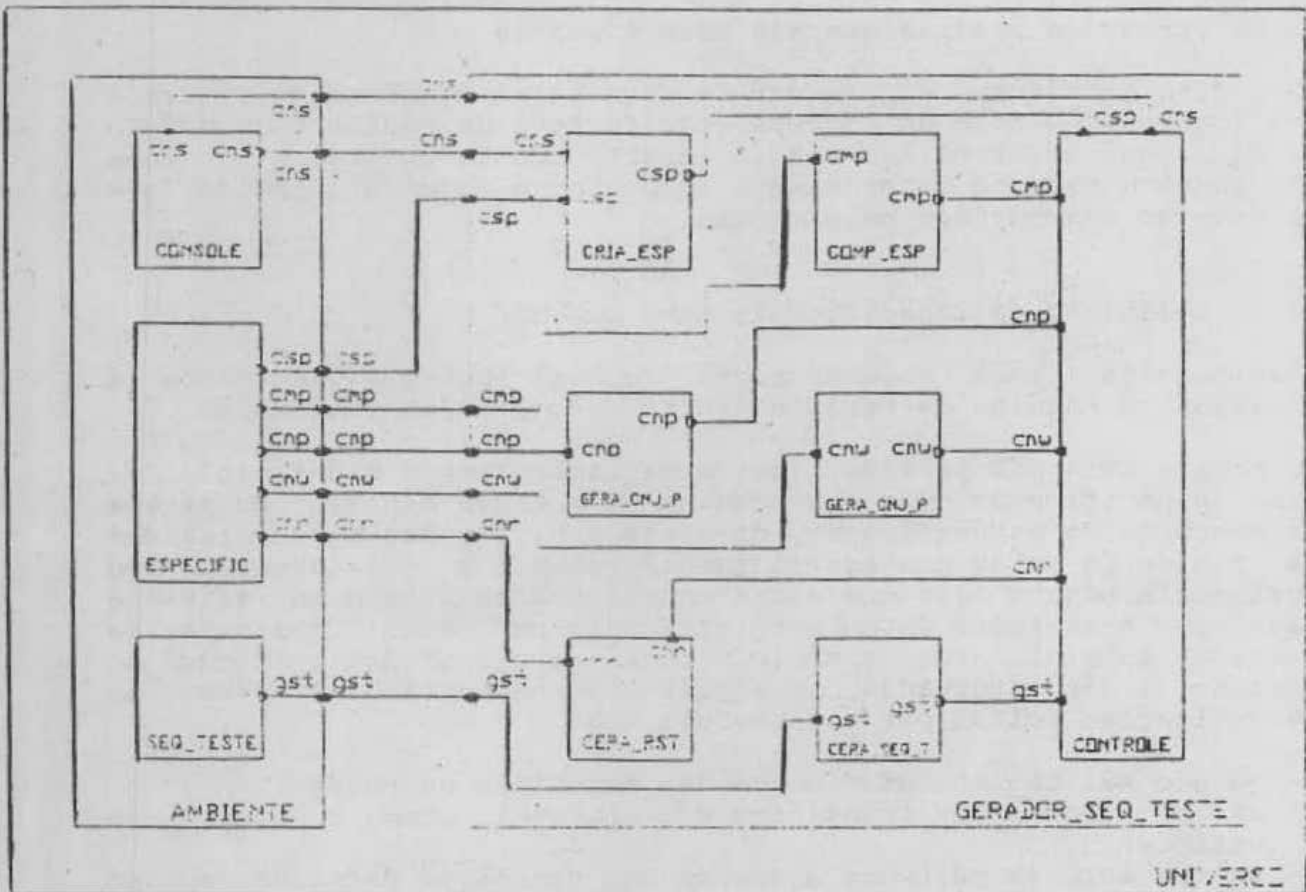 cns
cns cns
cns
cns cns
csp
csp
CONSOLE
CRIA_ESP
cmp
cmp
COMP_ESP
csp cns
cmp
cnp
csp
cmp cmp cmp
cnp cnp cnp cnp
cnp
cnw cnw cnw
cnw cnw cnw
GERA_CNJ_P
GERA_CNJ_P
ESPECIFIC
cnr
gst gst gst
gst gst gst
SEQ_TESTE
CONTROLE
AMBIENTE
GERADOR_SEQ_TESTE